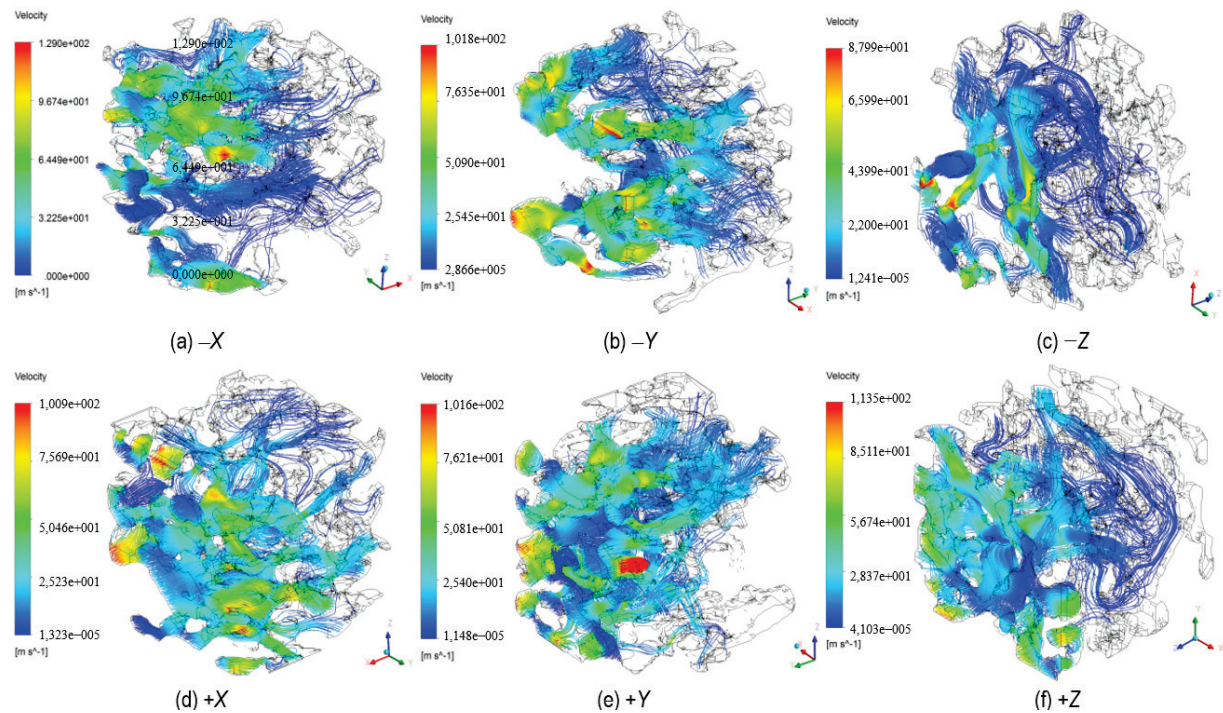 Velocity
1.290e+002
9.674e+001
6.449e+001
3.225e+001
.000e+000
[m s^-1]
1.290e+002
9.674e+001
6.449e+001
3.225e+001
0.000e+000
Z
Y
X
(a) –X
Velocity
1,018e+002
7,635e+001
5,090e+001
2,545e+001
2,866e–005
[m s^-1]
Z
Y
X
(b) –Y
Velocity
8,799e+001
6,599e+001
4,399e+001
2,200e+001
1,241e–005
[m s^-1]
X
Z
Y
(c) –Z
Velocity
1,009e+002
7,569e+001
5,046e+001
2,523e+001
1,323e–005
[m s^-1]
Z
X
Y
(d) +X
Velocity
1,016e+002
7,621e+001
5,081e+001
2,540e+001
1,148e–005
[m s^-1]
Z
X
Y
(e) +Y
Velocity
1,135e+002
8,511e+001
5,674e+001
2,837e+001
4,103e–005
[m s^-1]
Y
Z
X
(f) +Z